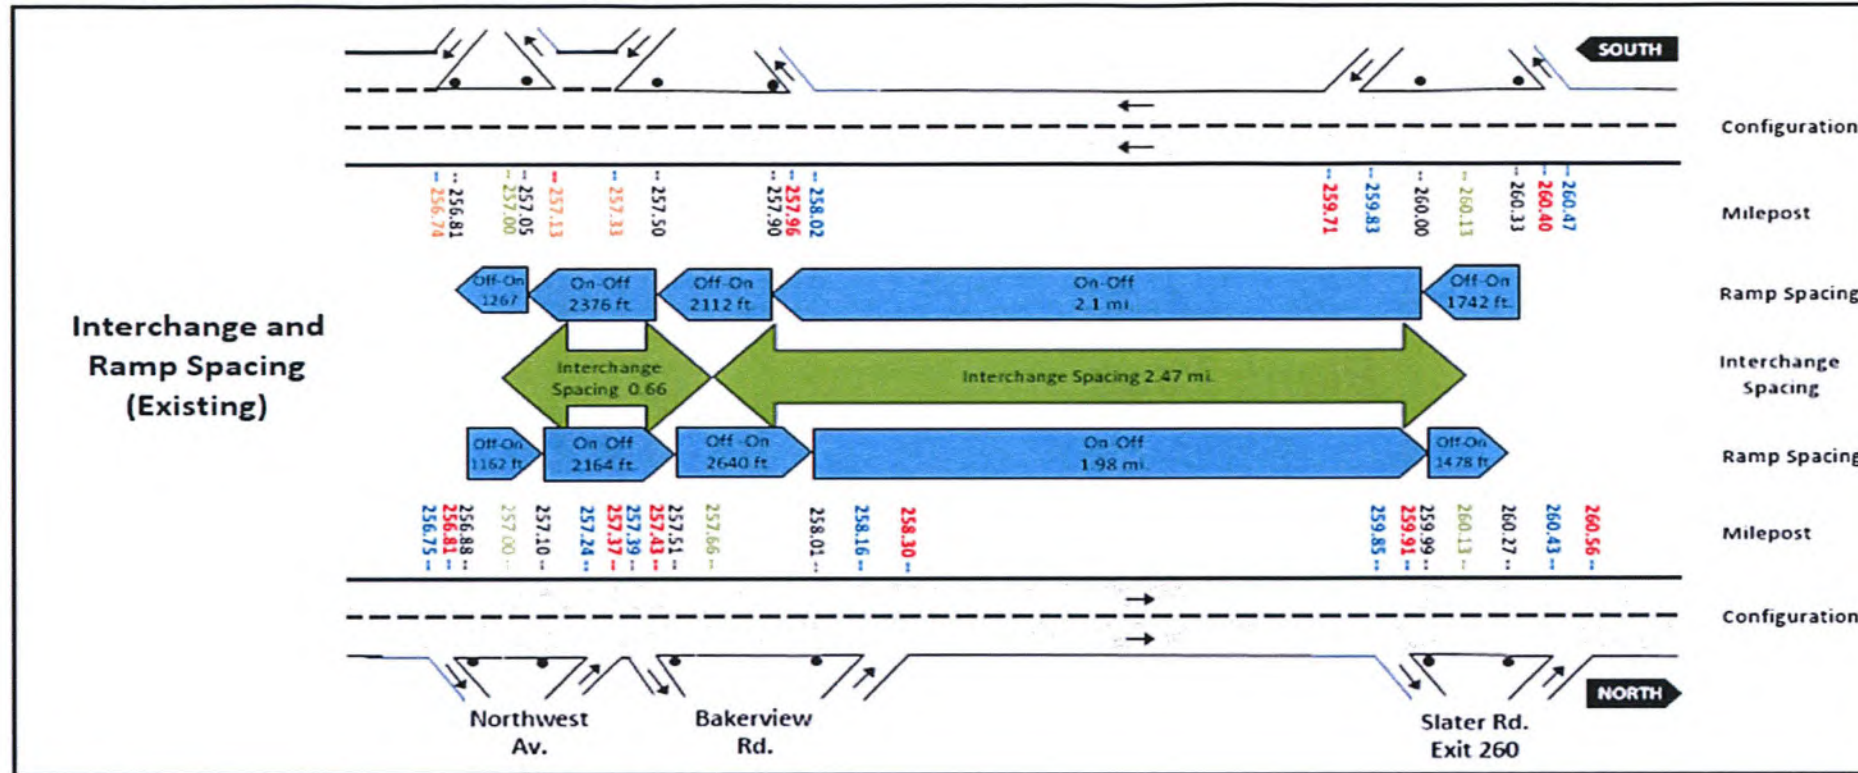 SOUTH
Configuration
256.74
256.81
257.00
257.05
257.13
257.33
257.50
257.90
257.96
258.02
259.71
259.83
260.00
260.13
260.33
260.40
260.47
Milepost
Off-On
1267
On-Off
2376 ft.
Off-On
2112 ft.
On-Off
2.1 mi.
Off-On
1742 ft.
Ramp Spacing
Interchange and
Ramp Spacing
(Existing)
Interchange
Spacing 0.66
Interchange Spacing 2.47 mi.
Interchange
Spacing
Off-On
1162 ft
On-Off
2164 ft.
Off-On
2640 ft
On-Off
1.98 mi.
Off-On
1478 ft
Ramp Spacing
256.75
256.81
256.88
257.00
257.10
257.24
257.37
257.39
257.43
257.51
257.66
258.01
258.16
258.30
259.85
259.91
259.99
260.13
260.27
260.43
260.56
Milepost
Configuration
NORTH
Northwest
Av.
Bakerview
Rd.
Slater Rd.
Exit 260